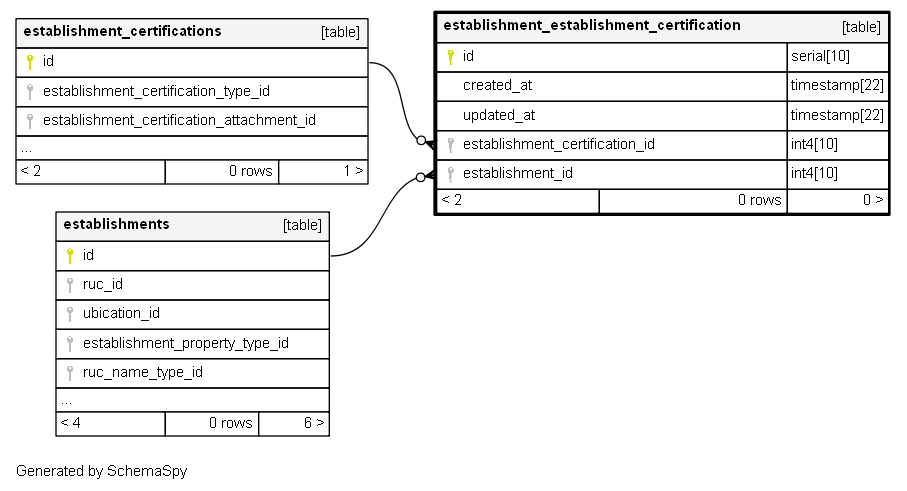 establishment_certifications [table]
id
establishment_certification_type_id
establishment_certification_attachment_id
...
< 2 0 rows 1 >
establishment_establishment_certification [table]
id serial[10]
created_at timestamp[22]
updated_at timestamp[22]
establishment_certification_id int4[10]
establishment_id int4[10]
< 2 0 rows 0 >
establishments [table]
id
ruc_id
ubication_id
establishment_property_type_id
ruc_name_type_id
...
< 4 0 rows 6 >
Generated by SchemaSpy